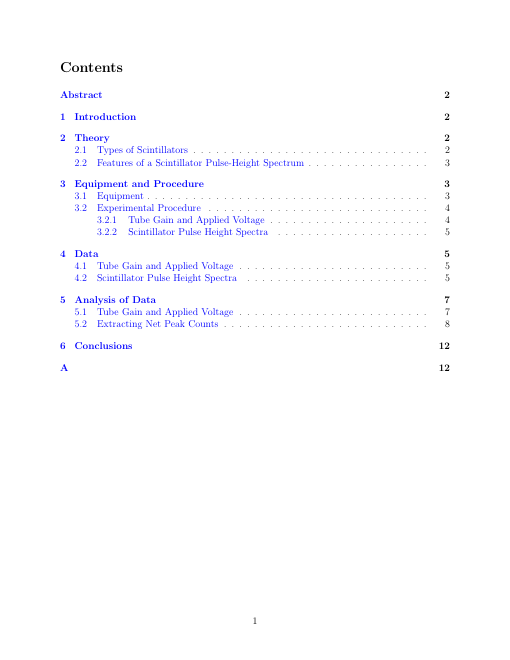 Contents
Abstract 2
1 Introduction 2
2 Theory 2
2.1 Types of Scintillators . . . . . . . . . . . . . . . . . . . . . . . . . . . . . . . 2
2.2 Features of a Scintillator Pulse-Height Spectrum . . . . . . . . . . . . . . . . 3
3 Equipment and Procedure 3
3.1 Equipment . . . . . . . . . . . . . . . . . . . . . . . . . . . . . . . . . . . . . 3
3.2 Experimental Procedure . . . . . . . . . . . . . . . . . . . . . . . . . . . . . 4
3.2.1 Tube Gain and Applied Voltage . . . . . . . . . . . . . . . . . . . . . 4
3.2.2 Scintillator Pulse Height Spectra . . . . . . . . . . . . . . . . . . . . 5
4 Data 5
4.1 Tube Gain and Applied Voltage . . . . . . . . . . . . . . . . . . . . . . . . . 5
4.2 Scintillator Pulse Height Spectra . . . . . . . . . . . . . . . . . . . . . . . . 5
5 Analysis of Data 7
5.1 Tube Gain and Applied Voltage . . . . . . . . . . . . . . . . . . . . . . . . . 7
5.2 Extracting Net Peak Counts . . . . . . . . . . . . . . . . . . . . . . . . . . . 8
6 Conclusions 12
A 12
1